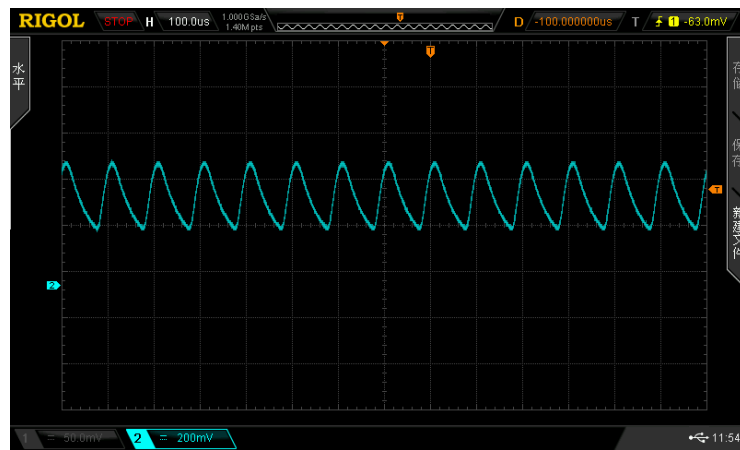 RIGOL STOP H 100.0us 1.000GSa/s 1.40Mpts D -100.000000us T 1 -63.0mV
T
T
水平
存储
保存
新建文件
T
2
1 = 50.0mV 2 = 200mV 11:54